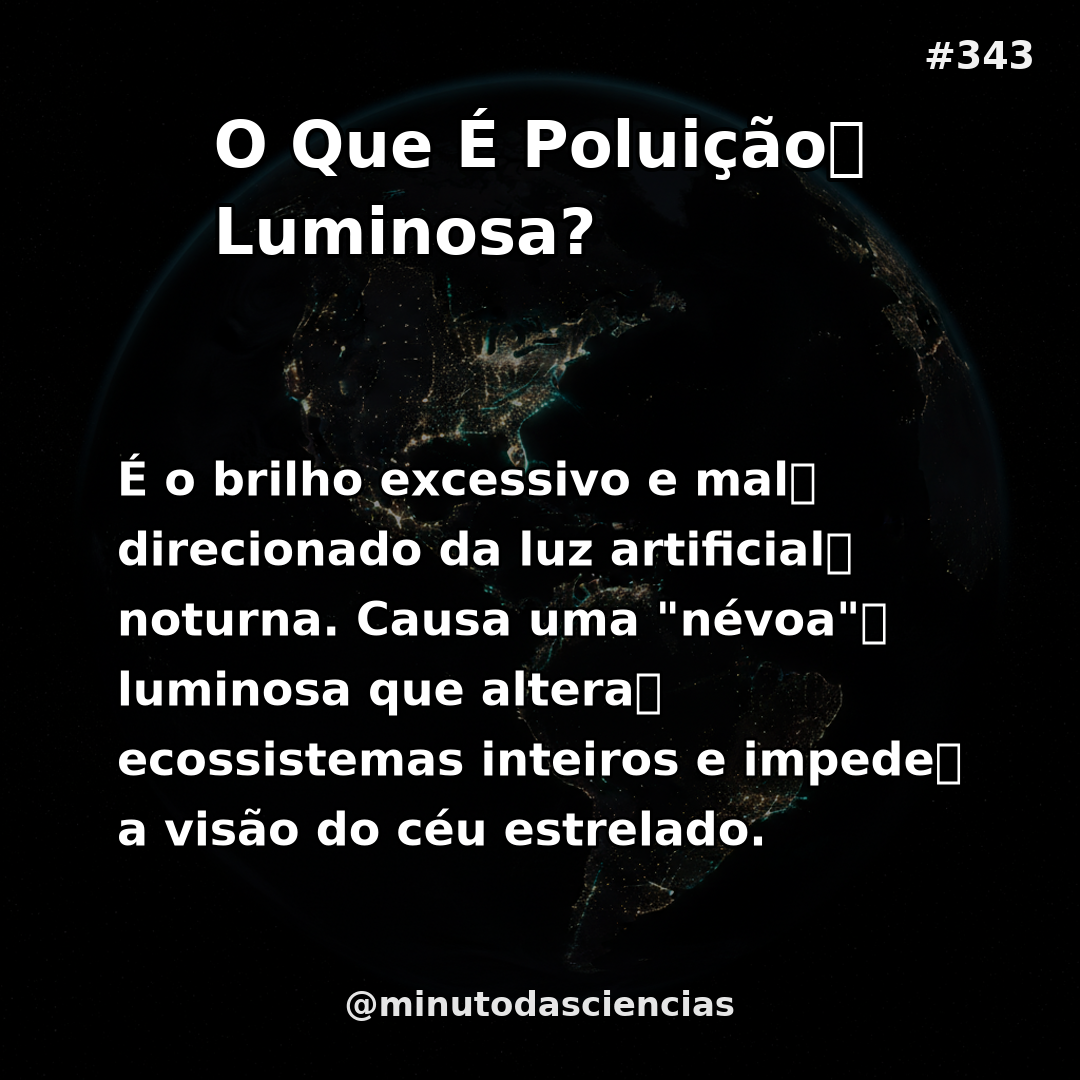 #343
O Que É Poluição▯
Luminosa?
É o brilho excessivo e mal▯
direcionado da luz artificial▯
noturna. Causa uma "névoa"▯
luminosa que altera▯
ecossistemas inteiros e impede▯
a visão do céu estrelado.
@minutodasciencias